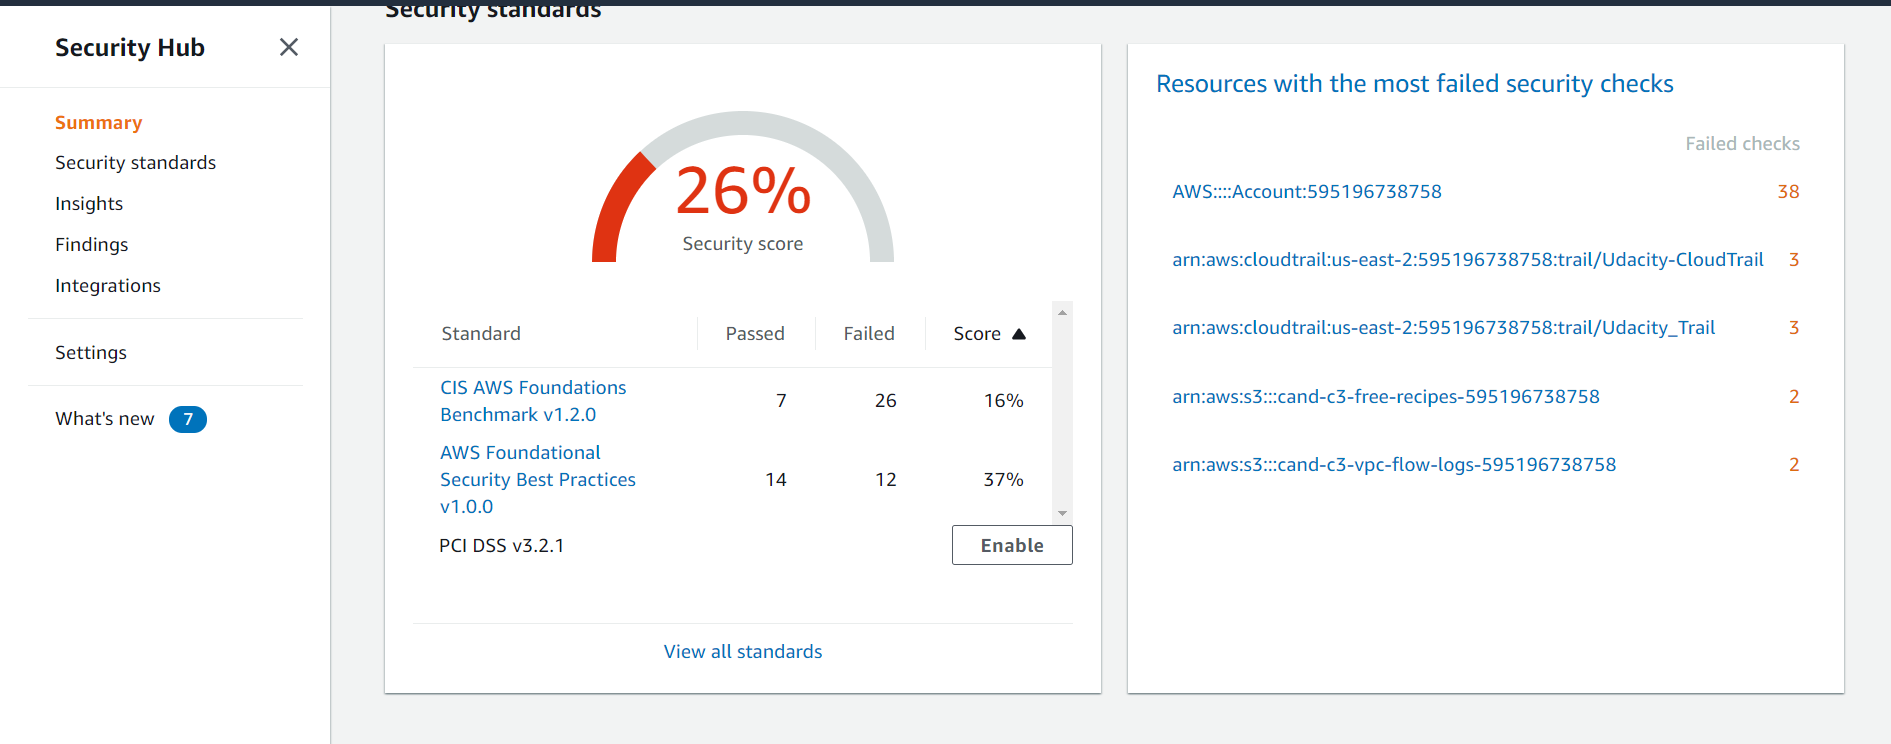 Security standards
Security Hub
Summary
Security standards
Insights
Findings
Integrations
Settings
What's new 7
26%
Security score
Standard Passed Failed Score
CIS AWS Foundations
Benchmark v1.2.0
7 26 16%
AWS Foundational
Security Best Practices
v1.0.0
14 12 37%
PCI DSS v3.2.1 Enable
View all standards
Resources with the most failed security checks
Failed checks
AWS::::Account:595196738758 38
arn:aws:cloudtrail:us-east-2:595196738758:trail/Udacity-CloudTrail 3
arn:aws:cloudtrail:us-east-2:595196738758:trail/Udacity_Trail 3
arn:aws:s3:::cand-c3-free-recipes-595196738758 2
arn:aws:s3:::cand-c3-vpc-flow-logs-595196738758 2